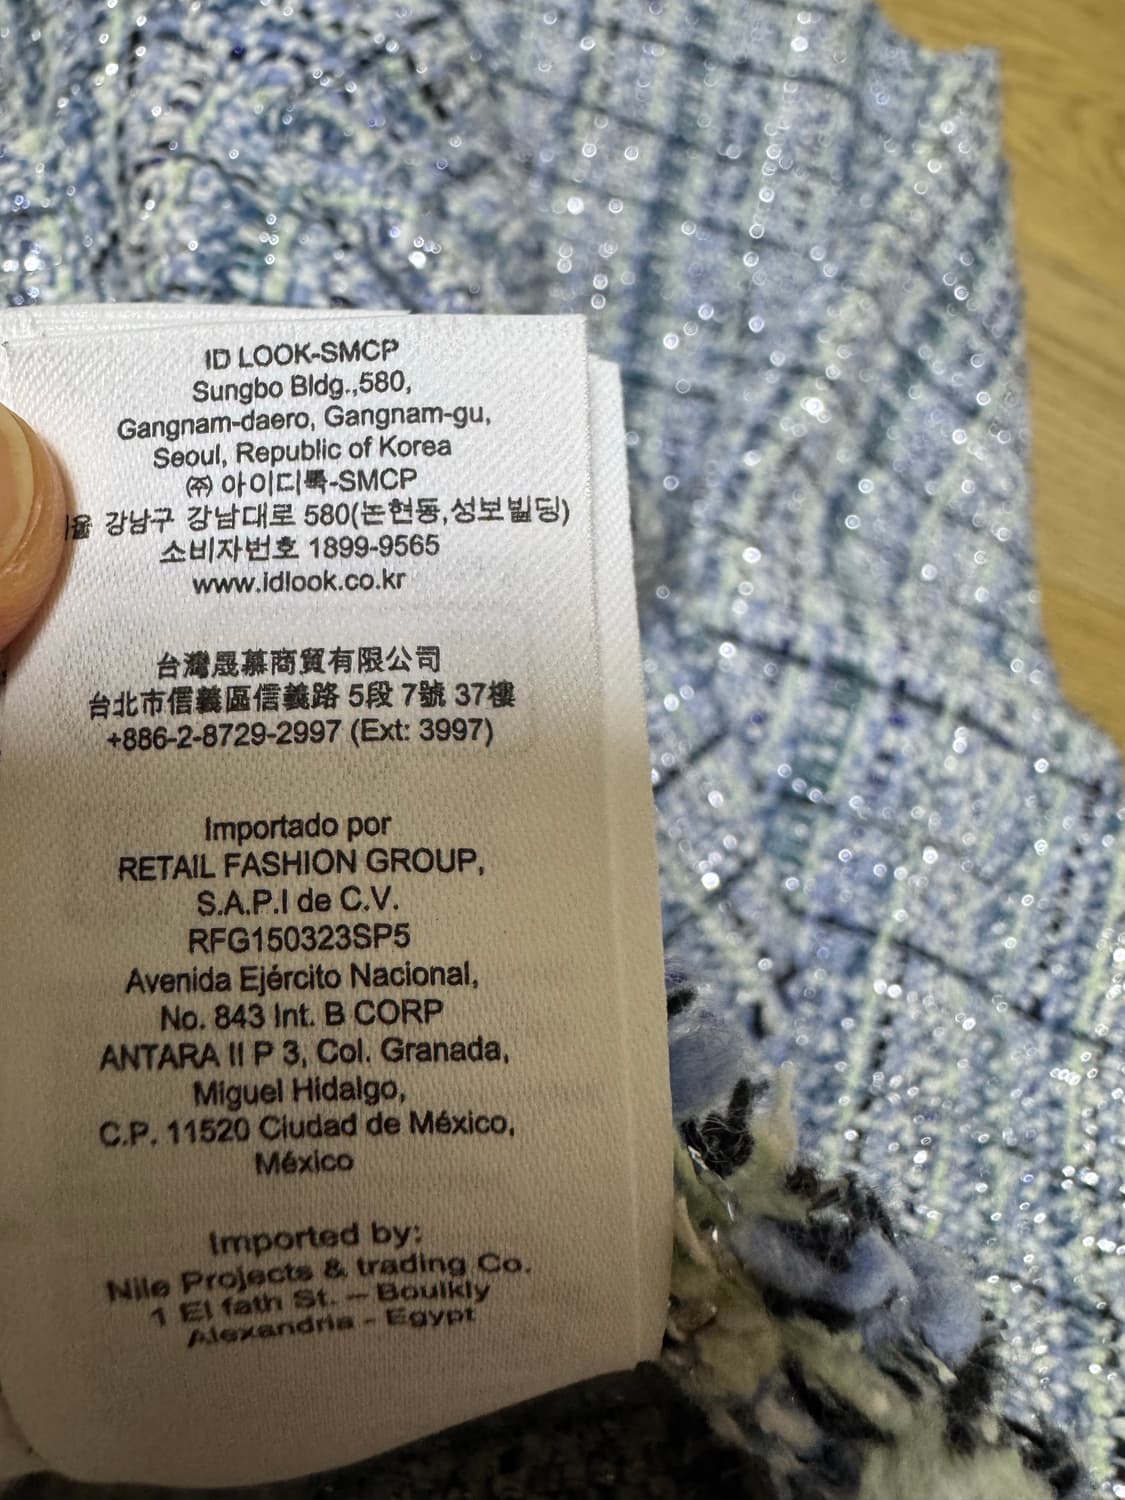 ID LOOK-SMCP
Sungbo Bldg.,580,
Gangnam-daero, Gangnam-gu,
Seoul, Republic of Korea
㈜ 아이디룩-SMCP
강남구 강남대로 580(논현동,성보빌딩)
소비자번호 1899-9565
www.idlook.co.kr
台灣晟慕商貿有限公司
台北市信義區信義路 5段 7號 37樓
+886-2-8729-2997 (Ext: 3997)
Importado por
RETAIL FASHION GROUP,
S.A.P.I de C.V.
RFG150323SP5
Avenida Ejército Nacional,
No. 843 Int. B CORP
ANTARA II P 3, Col. Granada,
Miguel Hidalgo,
C.P. 11520 Ciudad de México,
México
Imported by:
Nile Projects & trading Co.
1 El fath St. – Boulkly
Alexandria - Egypt